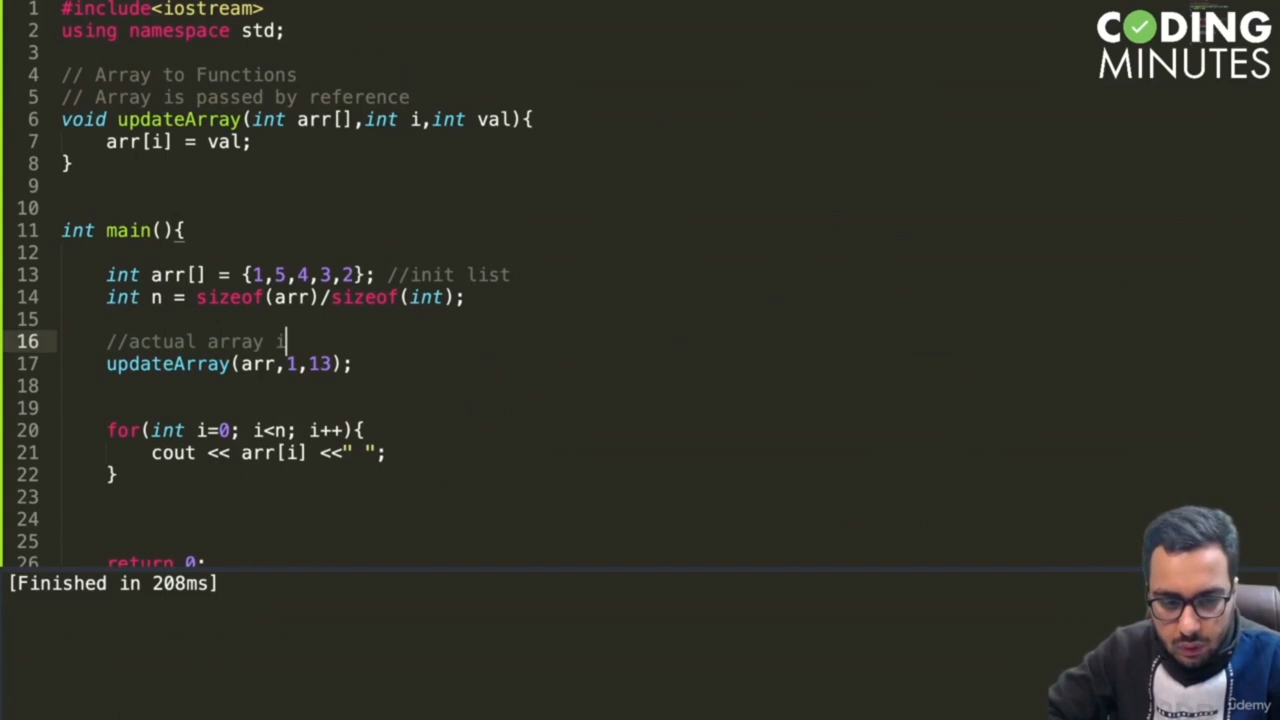 1 #include<iostream>
2 using namespace std;
3
4 // Array to Functions
5 // Array is passed by reference
6 void updateArray(int arr[],int i,int val){
7     arr[i] = val;
8 }
9
10
11 int main(){
12
13     int arr[] = {1,5,4,3,2}; //init list
14     int n = sizeof(arr)/sizeof(int);
15
16     //actual array i
17     updateArray(arr,1,13);
18
19
20     for(int i=0; i<n; i++){
21         cout << arr[i] <<" ";
22     }
23
24
25
26     return 0;
[Finished in 208ms]
CODING
MINUTES
udemy